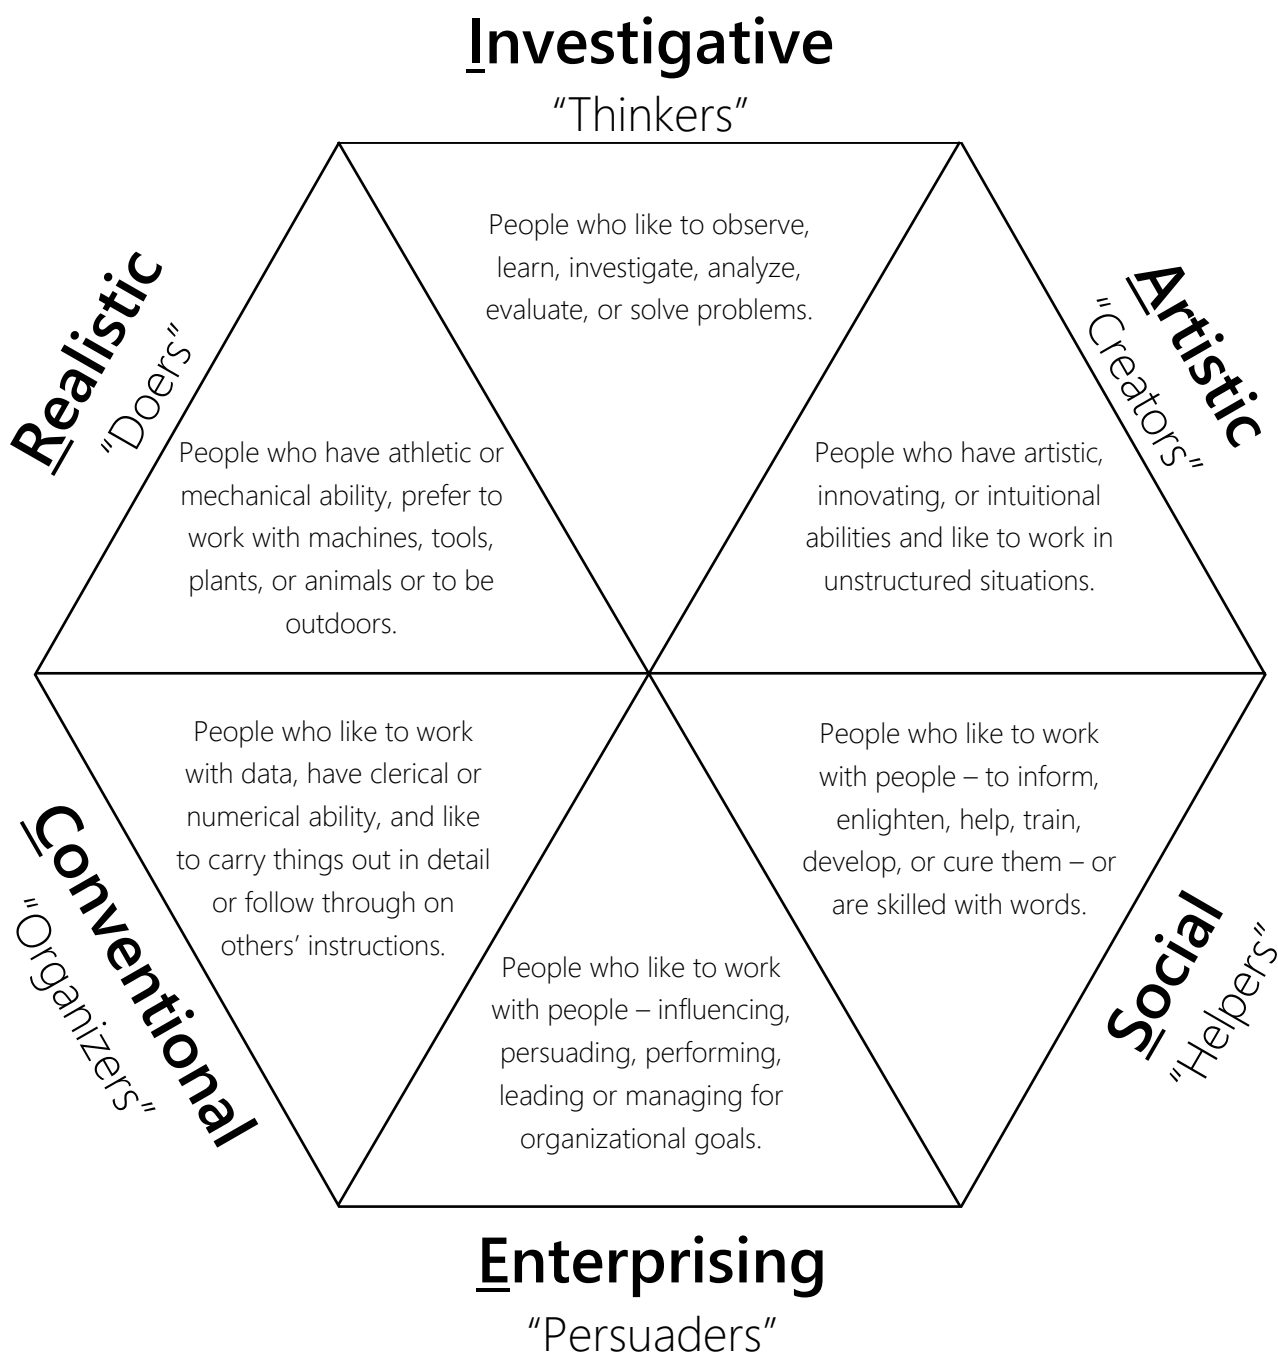 Investigative
“Thinkers”
People who like to observe,
learn, investigate, analyze,
evaluate, or solve problems.
Realistic
“Doers”
People who have athletic or
mechanical ability, prefer to
work with machines, tools,
plants, or animals or to be
outdoors.
Artistic
“Creators”
People who have artistic,
innovating, or intuitional
abilities and like to work in
unstructured situations.
Conventional
“Organizers”
People who like to work
with data, have clerical or
numerical ability, and like
to carry things out in detail
or follow through on
others’ instructions.
People who like to work
with people – to inform,
enlighten, help, train,
develop, or cure them – or
are skilled with words.
Social
“Helpers”
People who like to work
with people – influencing,
persuading, performing,
leading or managing for
organizational goals.
Enterprising
“Persuaders”